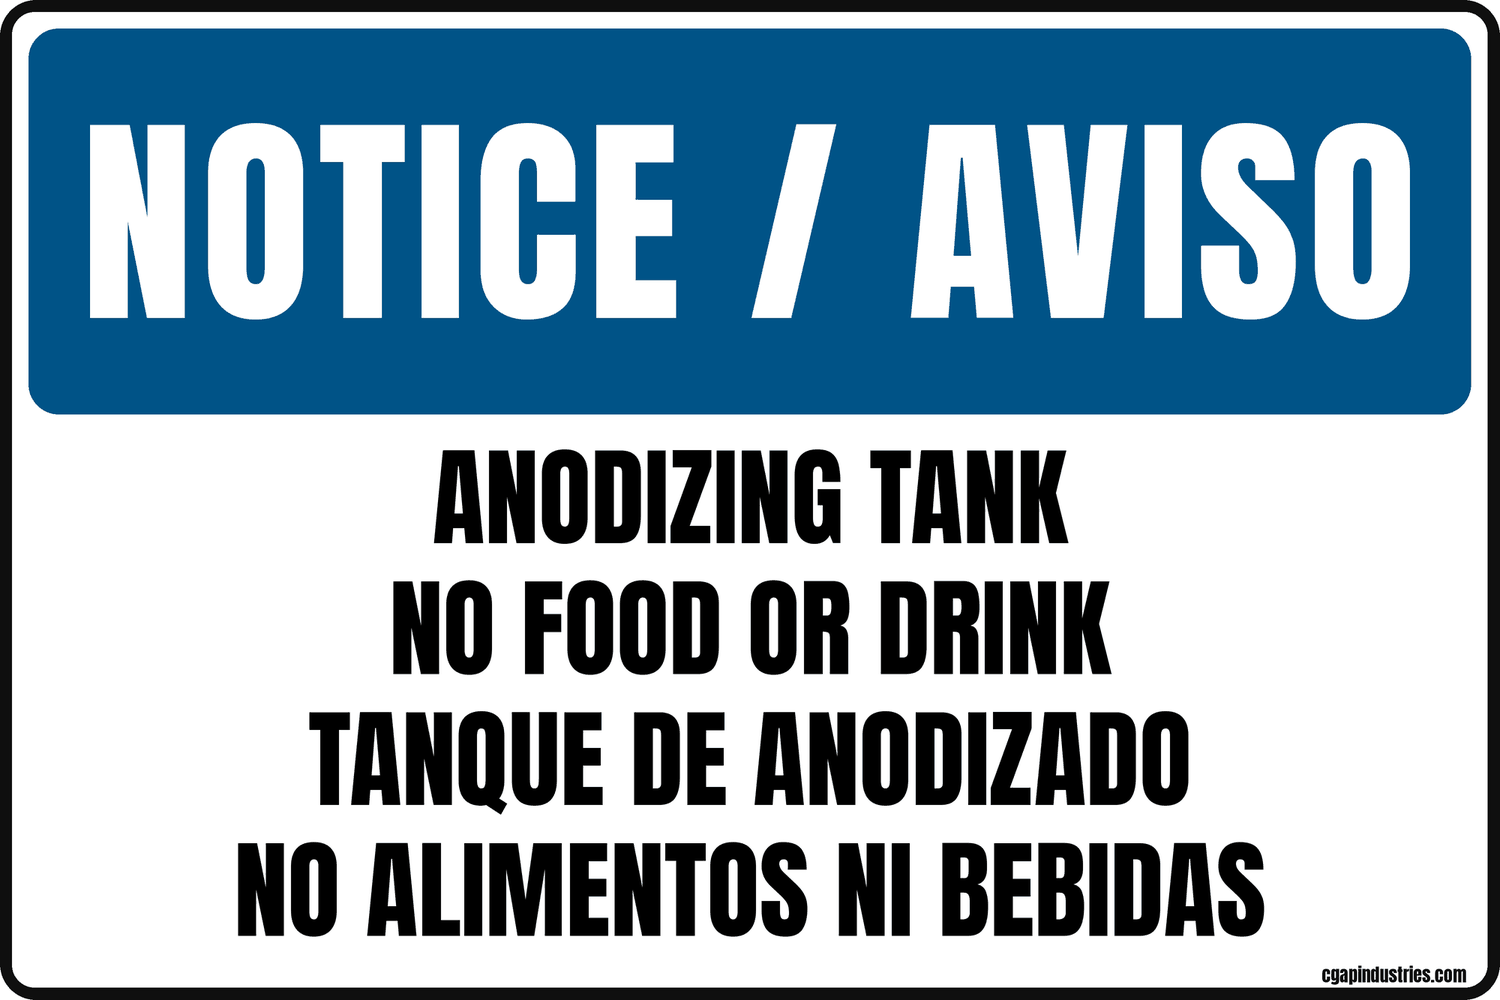 NOTICE / AVISO
ANODIZING TANK
NO FOOD OR DRINK
TANQUE DE ANODIZADO
NO ALIMENTOS NI BEBIDAS
cgapindustries.com